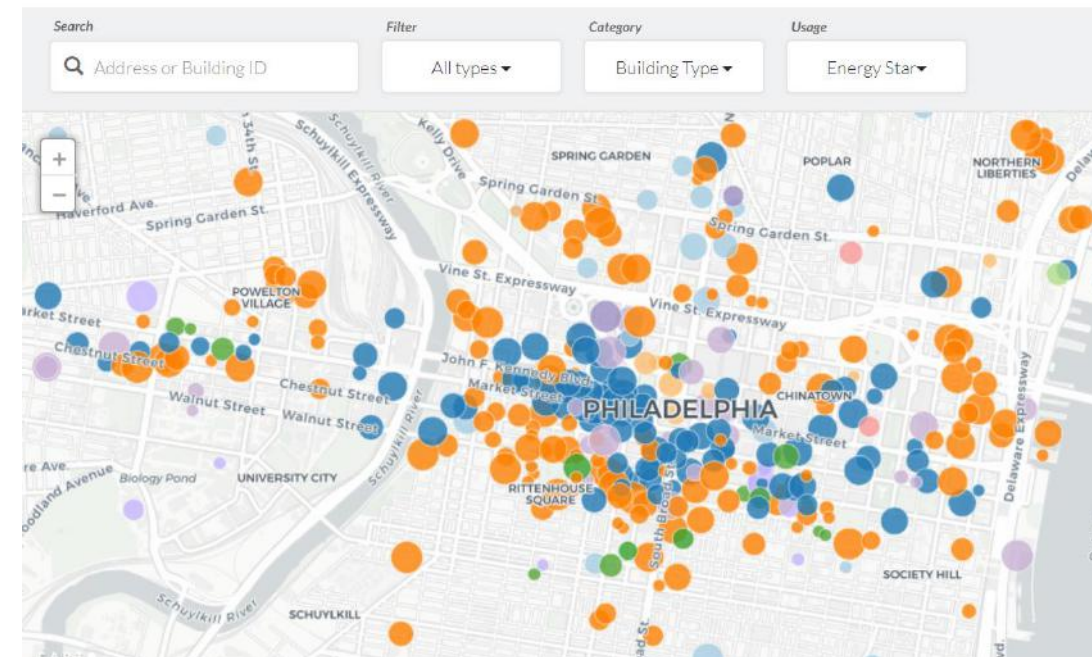 Search
Filter
Category
Usage
Address or Building ID
All types
Building Type
Energy Star
+
−
34th St.
Schuylkill Expressway
Schuylkill River
Kelly Drive
SPRING GARDEN
POPLAR
NORTHERN
LIBERTIES
Haverford Ave.
Spring Garden St.
Spring Garden St.
Spring Garden St.
Vine St. Expressway
Vine St. Expressway
POWELTON
VILLAGE
Market Street
Chestnut Street
John F. Kennedy Blvd.
Market Street
Chestnut Street
Walnut Street
Walnut Street
PHILADELPHIA
CHINATOWN
Market Street
Delaware Expressway
Schuylkill River
Biology Pond
UNIVERSITY CITY
RITTENHOUSE
SQUARE
South Broad St.
SOCIETY HILL
Schuylkill River
SCHUYLKILL